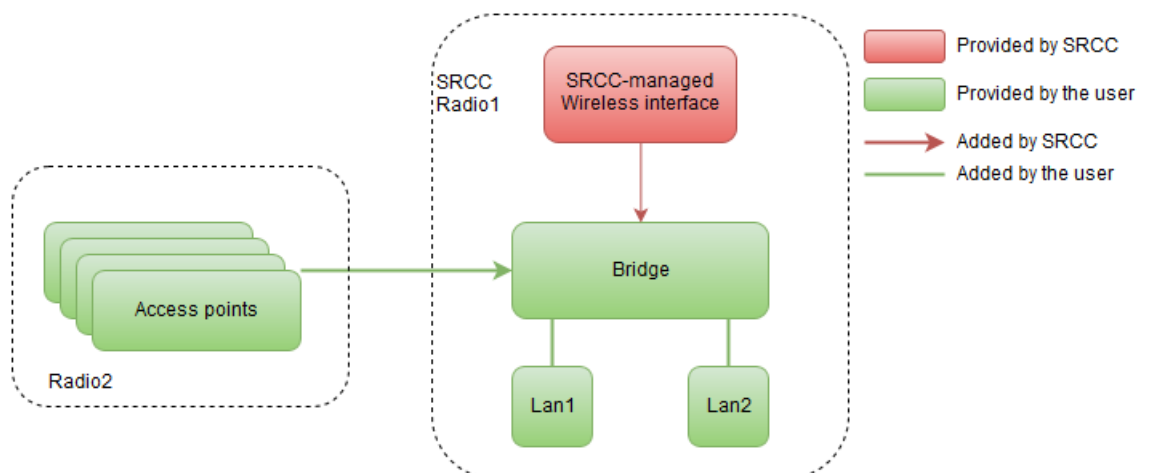 SRCC
Radio1
SRCC-managed
Wireless interface
Provided by SRCC
Provided by the user
Added by SRCC
Added by the user
Bridge
Access points
Radio2
Lan1
Lan2